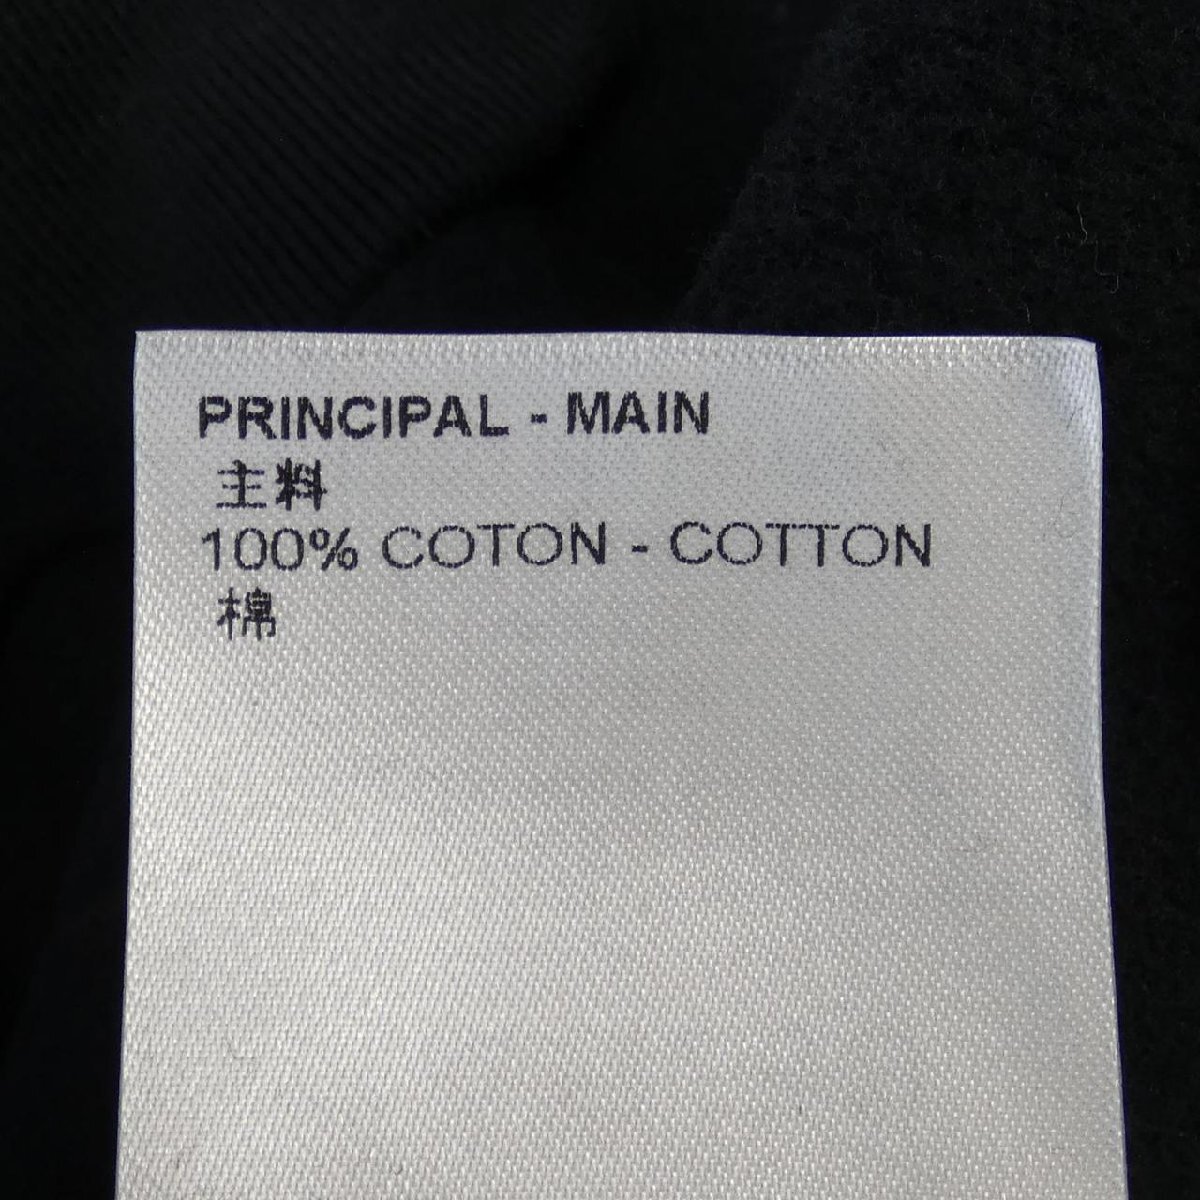 PRINCIPAL - MAIN
主料
100% COTON - COTTON
棉